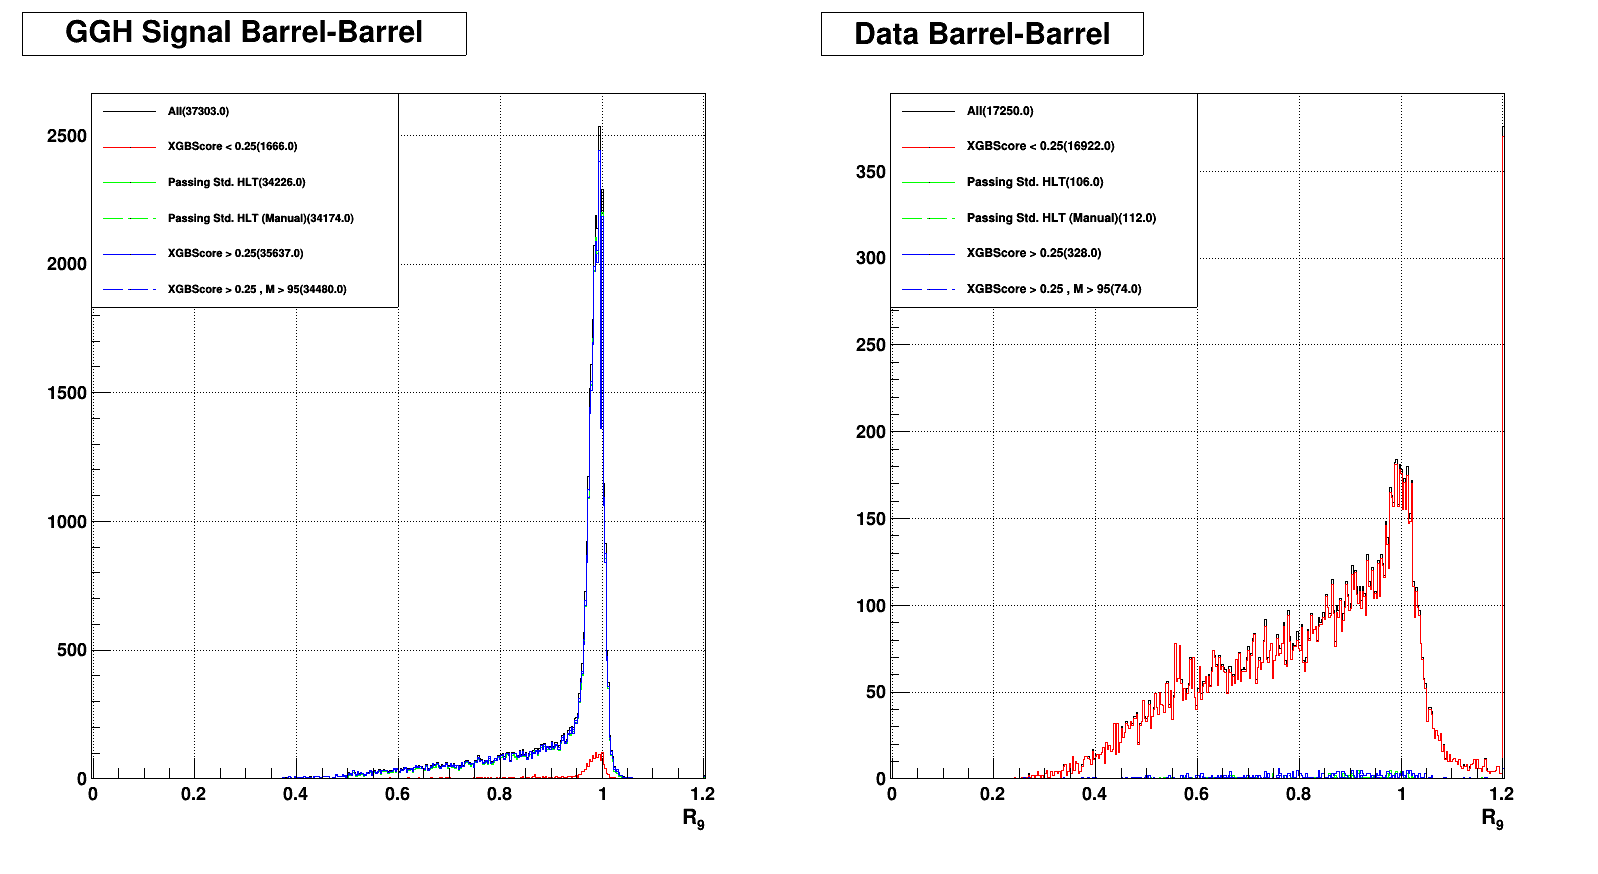 GGH Signal Barrel-Barrel
All(37303.0)
XGBScore < 0.25(1666.0)
Passing Std. HLT(34226.0)
Passing Std. HLT (Manual)(34174.0)
XGBScore > 0.25(35637.0)
XGBScore > 0.25 , M > 95(34480.0)
2500
2000
1500
1000
500
0
0 0.2 0.4 0.6 0.8 1 1.2
R9
Data Barrel-Barrel
All(17250.0)
XGBScore < 0.25(16922.0)
Passing Std. HLT(106.0)
Passing Std. HLT (Manual)(112.0)
XGBScore > 0.25(328.0)
XGBScore > 0.25 , M > 95(74.0)
350
300
250
200
150
100
50
0
0 0.2 0.4 0.6 0.8 1 1.2
R9